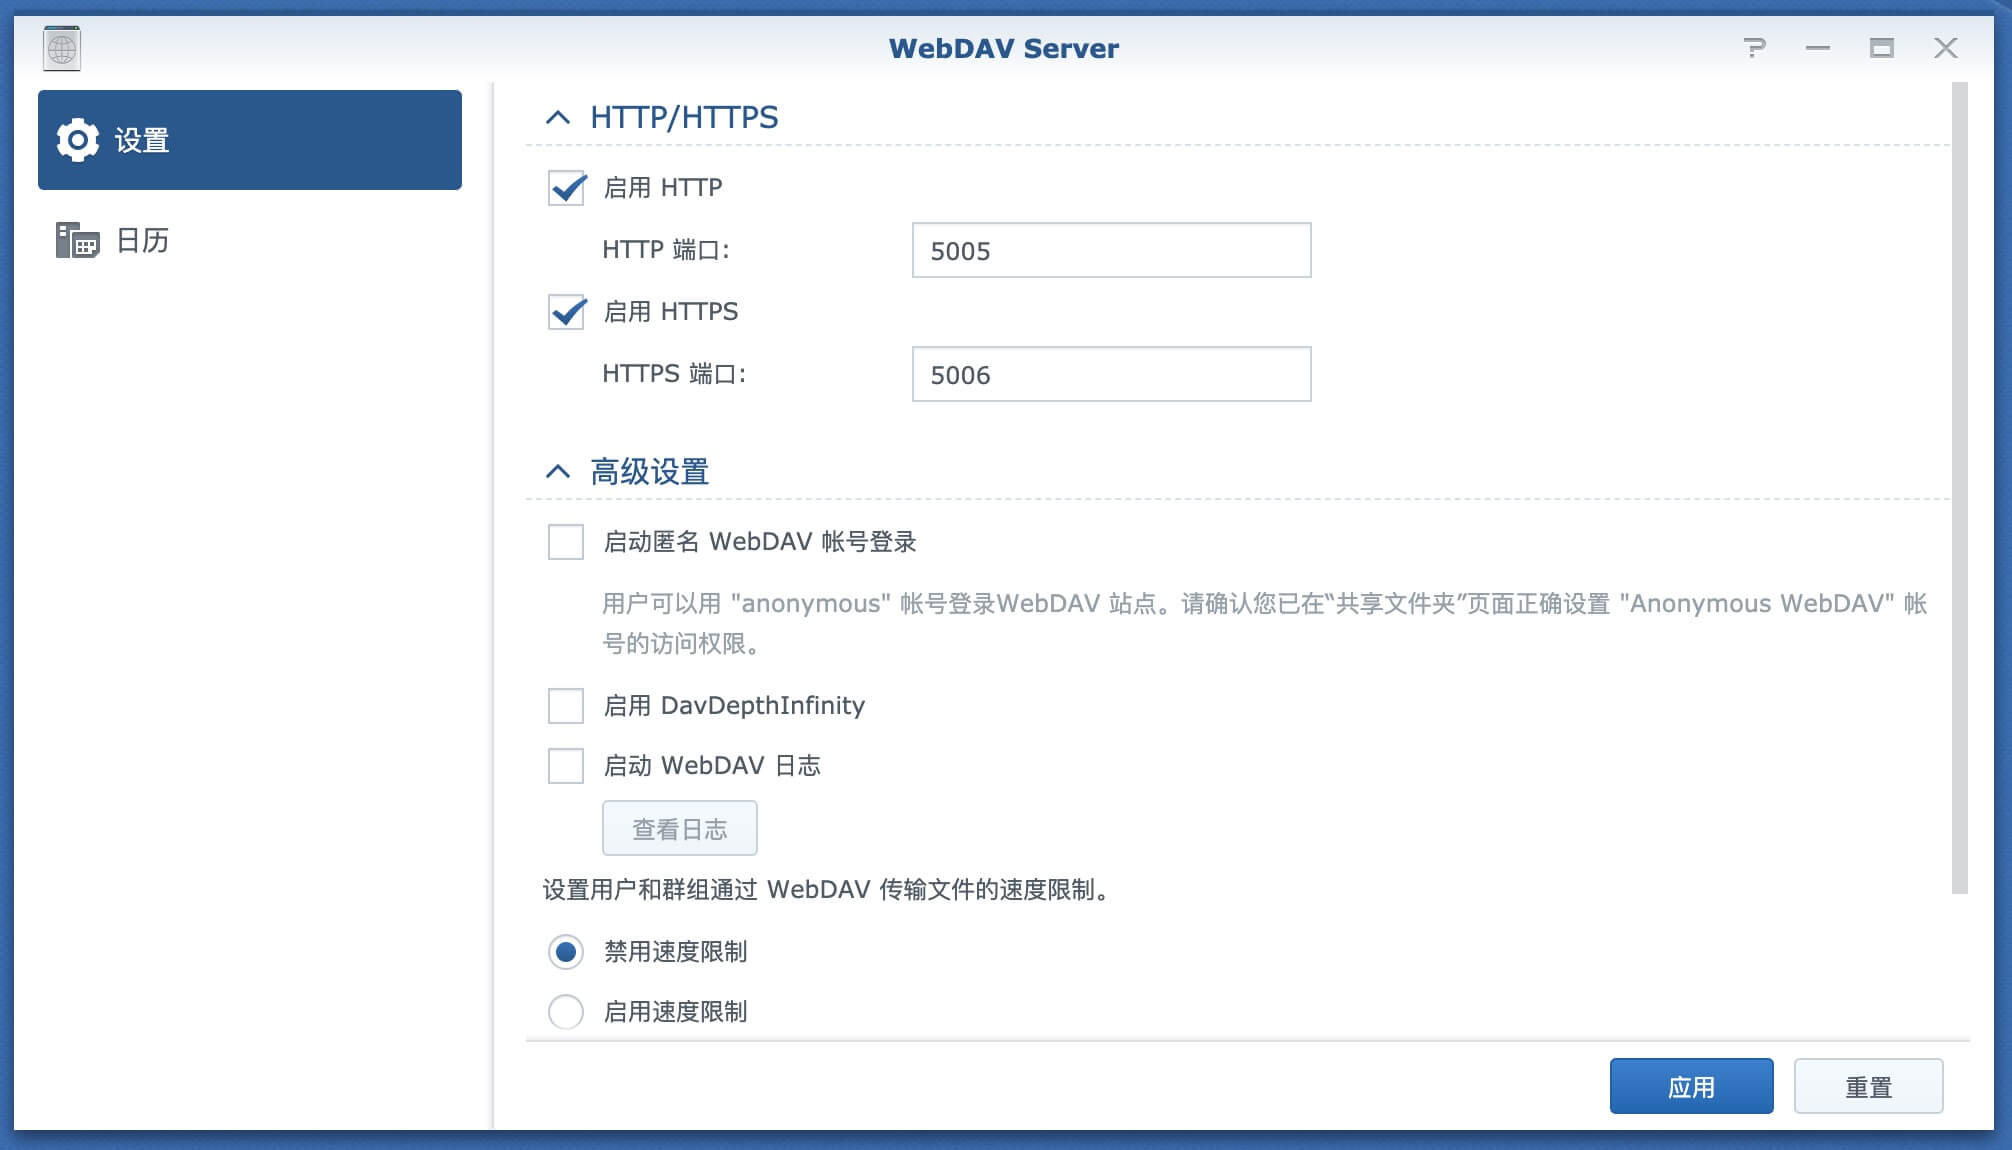 WebDAV Server
设置
日历
HTTP/HTTPS
启用 HTTP
HTTP 端口:
5005
启用 HTTPS
HTTPS 端口:
5006
高级设置
启动匿名 WebDAV 帐号登录
用户可以用 "anonymous" 帐号登录WebDAV 站点。请确认您已在“共享文件夹”页面正确设置 "Anonymous WebDAV" 帐
号的访问权限。
启用 DavDepthInfinity
启动 WebDAV 日志
查看日志
设置用户和群组通过 WebDAV 传输文件的速度限制。
禁用速度限制
启用速度限制
应用
重置